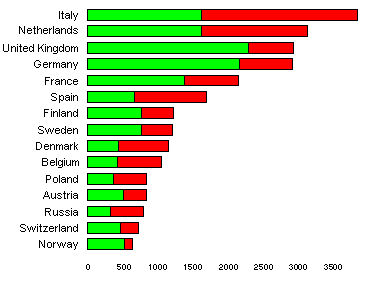 Italy
Netherlands
United Kingdom
Germany
France
Spain
Finland
Sweden
Denmark
Belgium
Poland
Austria
Russia
Switzerland
Norway
0 500 1000 1500 2000 2500 3000 3500